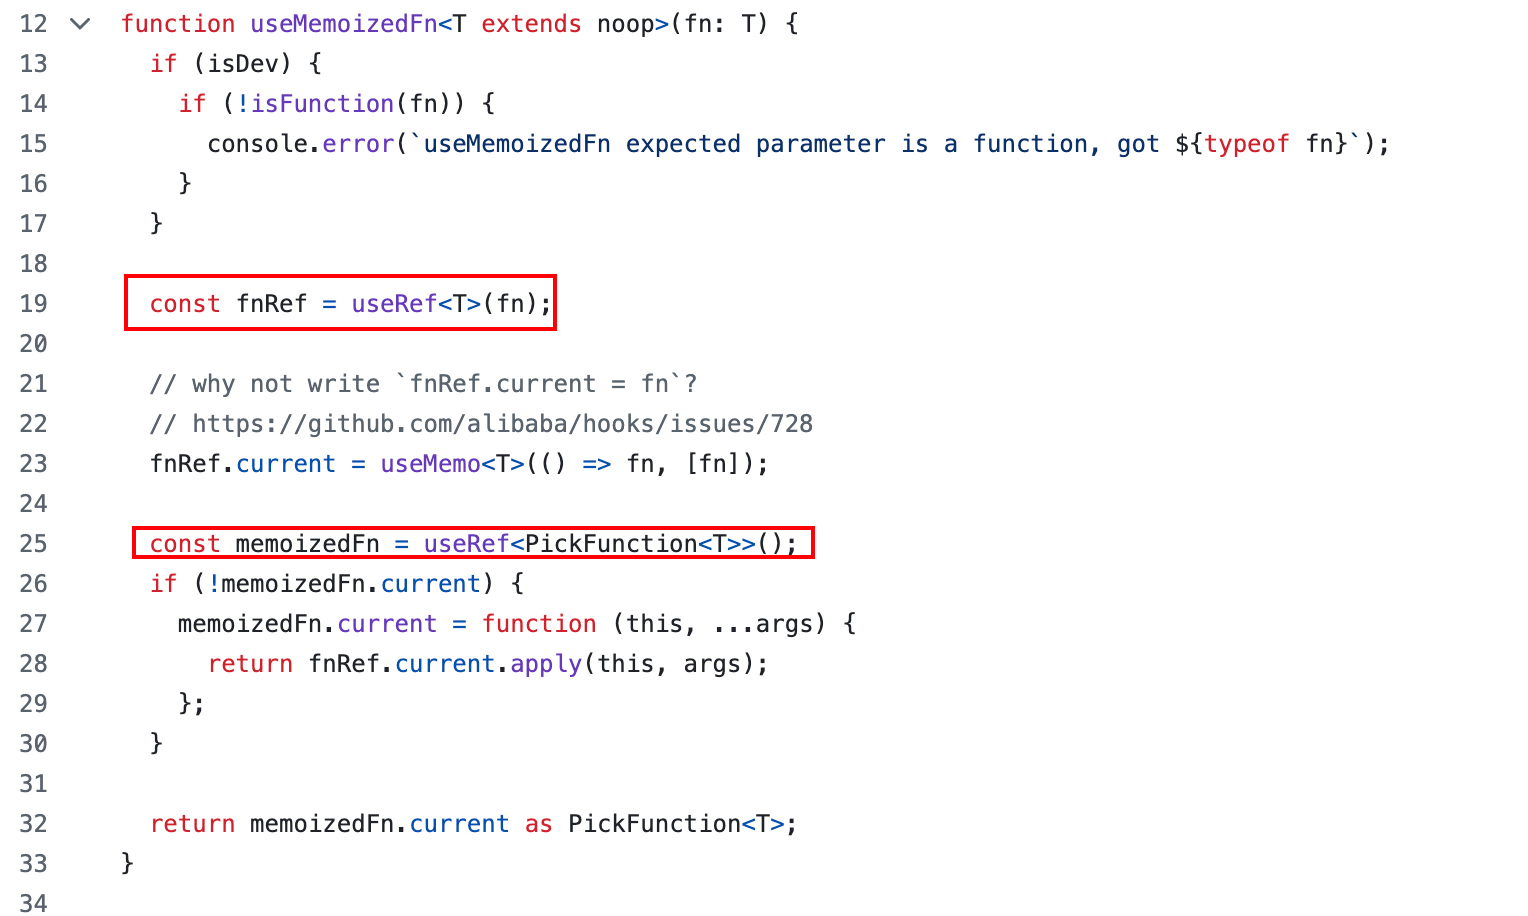 12 function useMemoizedFn<T extends noop>(fn: T) {
13   if (isDev) {
14     if (!isFunction(fn)) {
15       console.error(`useMemoizedFn expected parameter is a function, got ${typeof fn}`);
16     }
17   }
18
19   const fnRef = useRef<T>(fn);
20
21   // why not write `fnRef.current = fn`?
22   // https://github.com/alibaba/hooks/issues/728
23   fnRef.current = useMemo<T>(() => fn, [fn]);
24
25   const memoizedFn = useRef<PickFunction<T>>();
26   if (!memoizedFn.current) {
27     memoizedFn.current = function (this, ...args) {
28       return fnRef.current.apply(this, args);
29     };
30   }
31
32   return memoizedFn.current as PickFunction<T>;
33 }
34